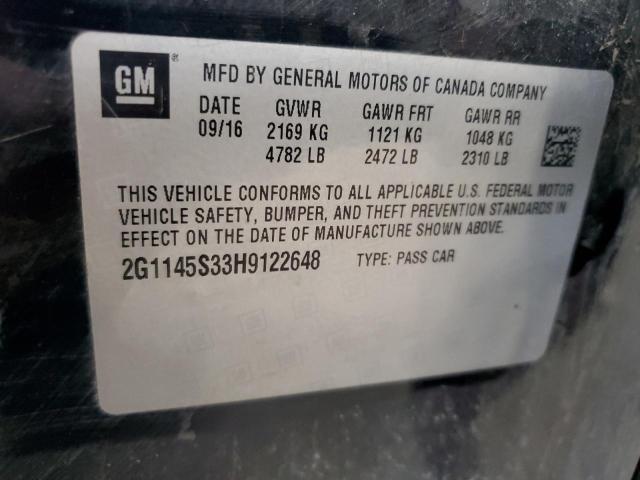 GM®
MFD BY GENERAL MOTORS OF CANADA COMPANY
DATE GVWR GAWR FRT GAWR RR
09/16 2169 KG 1121 KG 1048 KG
4782 LB 2472 LB 2310 LB
THIS VEHICLE CONFORMS TO ALL APPLICABLE U.S. FEDERAL MOTOR
VEHICLE SAFETY, BUMPER, AND THEFT PREVENTION STANDARDS IN
EFFECT ON THE DATE OF MANUFACTURE SHOWN ABOVE.
2G1145S33H9122648 TYPE: PASS CAR